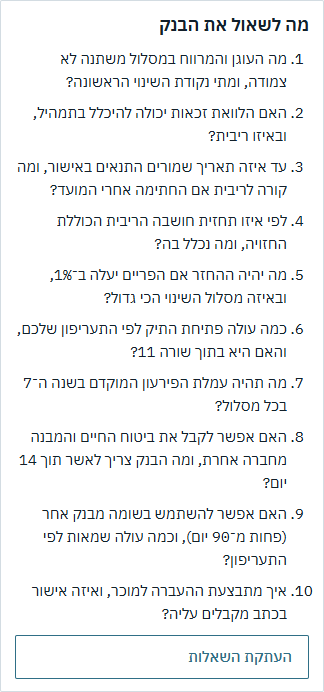 מה לשאול את הבנק
1. מה העוגן והמרווח במסלול משתנה לא
צמודה, ומתי נקודת השינוי הראשונה?
2. האם הלוואת זכאות יכולה להיכלל בתמהיל,
ובאיזו ריבית?
3. עד איזה תאריך שמורים התנאים באישור, ומה
קורה לריבית אם החתימה אחרי המועד?
4. לפי איזו תחזית חושבה הריבית הכוללת
החזויה, ומה נכלל בה?
5. מה יהיה ההחזר אם הפריים יעלה ב־1%,
ובאיזה מסלול השינוי הכי גדול?
6. כמה עולה פתיחת התיק לפי התעריפון שלכם,
והאם היא בתוך שורה 11?
7. מה תהיה עמלת הפירעון המוקדם בשנה ה־7
בכל מסלול?
8. האם אפשר לקבל את ביטוח החיים והמבנה
מחברה אחרת, ומה הבנק צריך לאשר תוך 14
יום?
9. האם אפשר להשתמש בשומה מבנק אחר
(פחות מ־90 יום), וכמה עולה שמאות לפי
התעריפון?
10. איך מתבצעת ההעברה למוכר, ואיזה אישור
בכתב מקבלים עליה?
העתקת השאלות